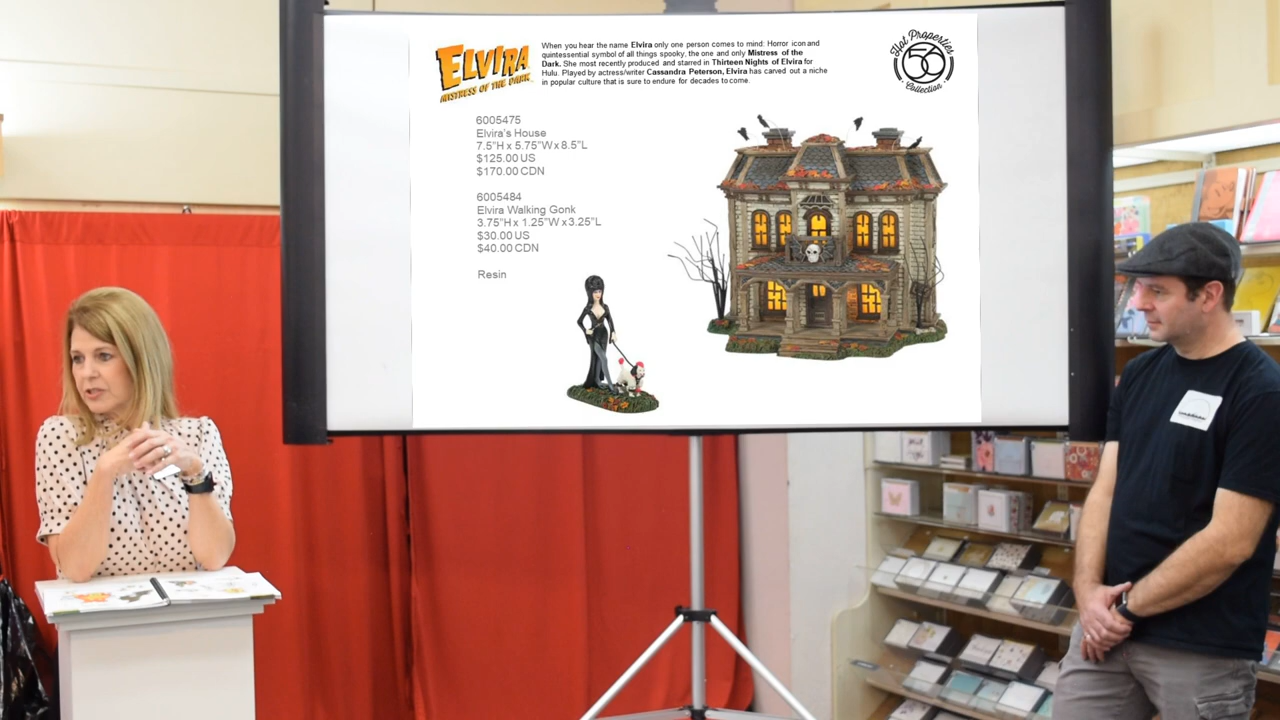 ELVIRA
MISTRESS OF THE DARK.
When you hear the name Elvira only one person comes to mind: Horror icon and
quintessential symbol of all things spooky, the one and only Mistress of the
Dark. She most recently produced and starred in Thirteen Nights of Elvira for
Hulu. Played by actress/writer Cassandra Peterson, Elvira has carved out a niche
in popular culture that is sure to endure for decades to come.
Hot Properties
56
Collection
6005475
Elvira's House
7.5"H x 5.75"W x 8.5"L
$125.00 US
$170.00 CDN
6005484
Elvira Walking Gonk
3.75"H x 1.25"W x 3.25"L
$30.00 US
$40.00 CDN
Resin